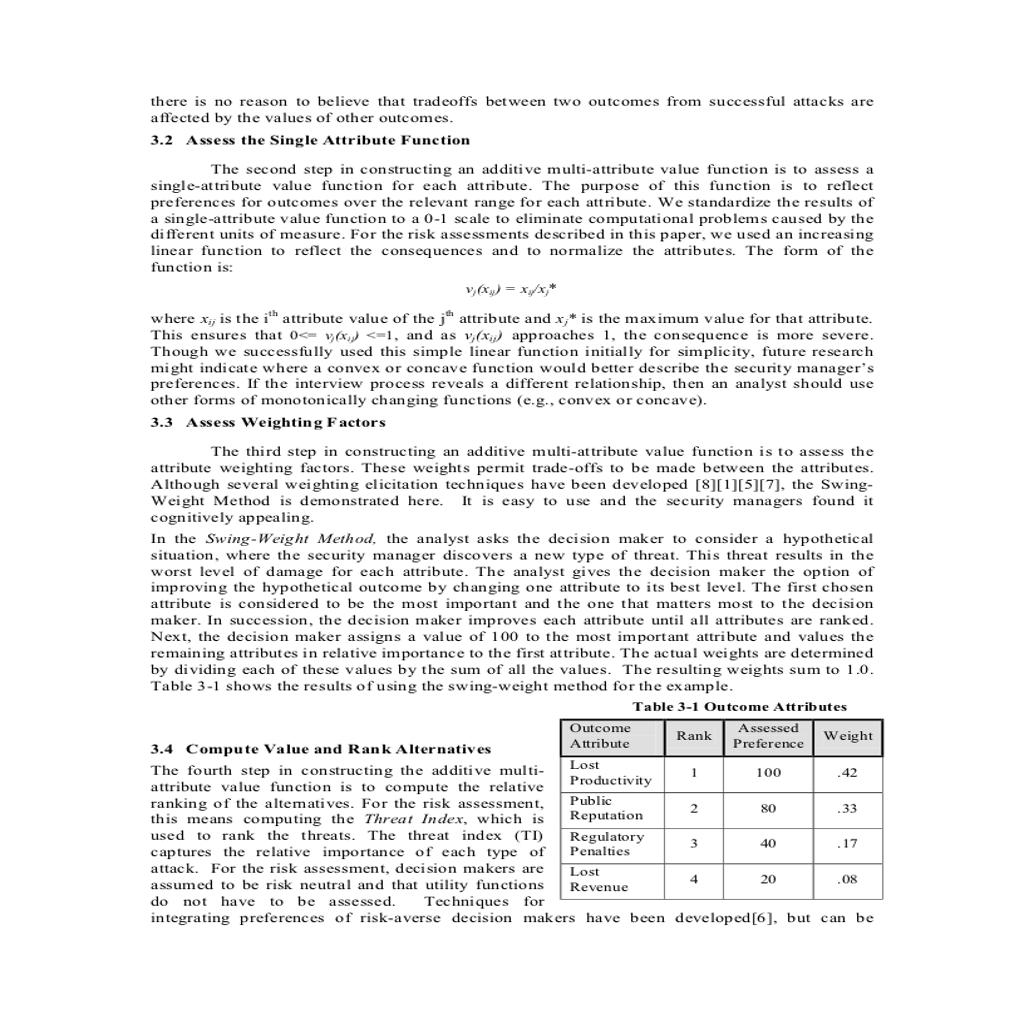 there is no reason to believe that tradeoffs between two outcomes from successful attacks are
affected by the values of other outcomes.
3.2 Assess the Single Attribute Function
The second step in constructing an additive multi-attribute value function is to assess a
single-attribute value function for each attribute. The purpose of this function is to reflect
preferences for outcomes over the relevant range for each attribute. We standardize the results of
a single-attribute value function to a 0-1 scale to eliminate computational problems caused by the
different units of measure. For the risk assessments described in this paper, we used an increasing
linear function to reflect the consequences and to normalize the attributes. The form of the
function is:
vj(xij) = xij/xj*
where xij is the ith attribute value of the jth attribute and xj* is the maximum value for that attribute.
This ensures that 0<= vj(xij) <=1, and as vj(xij) approaches 1, the consequence is more severe.
Though we successfully used this simple linear function initially for simplicity, future research
might indicate where a convex or concave function would better describe the security manager's
preferences. If the interview process reveals a different relationship, then an analyst should use
other forms of monotonically changing functions (e.g., convex or concave).
3.3 Assess Weighting Factors
The third step in constructing an additive multi-attribute value function is to assess the
attribute weighting factors. These weights permit trade-offs to be made between the attributes.
Although several weighting elicitation techniques have been developed [8][1][5][7], the Swing-
Weight Method is demonstrated here. It is easy to use and the security managers found it
cognitively appealing.
In the Swing-Weight Method, the analyst asks the decision maker to consider a hypothetical
situation, where the security manager discovers a new type of threat. This threat results in the
worst level of damage for each attribute. The analyst gives the decision maker the option of
improving the hypothetical outcome by changing one attribute to its best level. The first chosen
attribute is considered to be the most important and the one that matters most to the decision
maker. In succession, the decision maker improves each attribute until all attributes are ranked.
Next, the decision maker assigns a value of 100 to the most important attribute and values the
remaining attributes in relative importance to the first attribute. The actual weights are determined
by dividing each of these values by the sum of all the values. The resulting weights sum to 1.0.
Table 3-1 shows the results of using the swing-weight method for the example.
Table 3-1 Outcome Attributes
Outcome Attribute Rank Assessed Preference Weight
Lost Productivity 1 100 .42
Public Reputation 2 80 .33
Regulatory Penalties 3 40 .17
Lost Revenue 4 20 .08
3.4 Compute Value and Rank Alternatives
The fourth step in constructing the additive multi-
attribute value function is to compute the relative
ranking of the alternatives. For the risk assessment,
this means computing the Threat Index, which is
used to rank the threats. The threat index (TI)
captures the relative importance of each type of
attack. For the risk assessment, decision makers are
assumed to be risk neutral and that utility functions
do not have to be assessed. Techniques for
integrating preferences of risk-averse decision makers have been developed[6], but can be